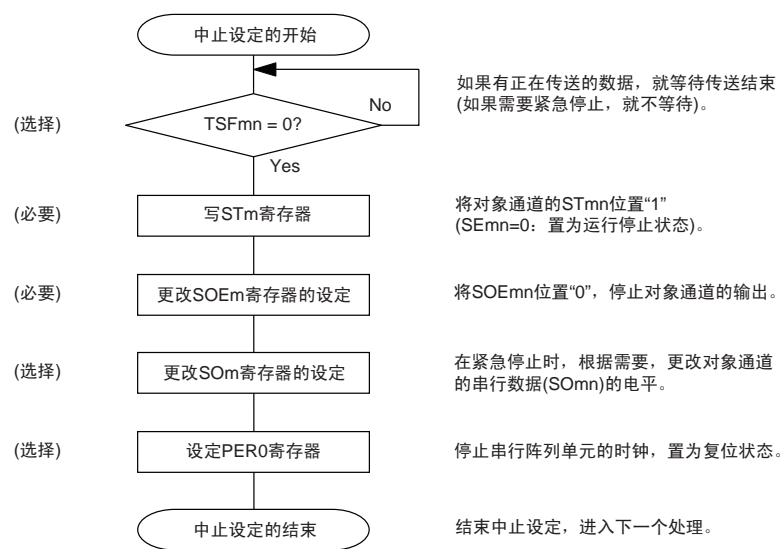 中止设定的开始
如果有正在传送的数据，就等待传送结束
(如果需要紧急停止，就不等待)。
No
(选择)
TSFmn = 0?
Yes
(必要)
写STm寄存器
将对象通道的STmn位置“1”
(SEmn=0：置为运行停止状态)。
(必要)
更改SOEm寄存器的设定
将SOEmn位置“0”，停止对象通道的输出。
(选择)
更改SOm寄存器的设定
在紧急停止时，根据需要，更改对象通道
的串行数据(SOmn)的电平。
(选择)
设定PER0寄存器
停止串行阵列单元的时钟，置为复位状态。
中止设定的结束
结束中止设定，进入下一个处理。